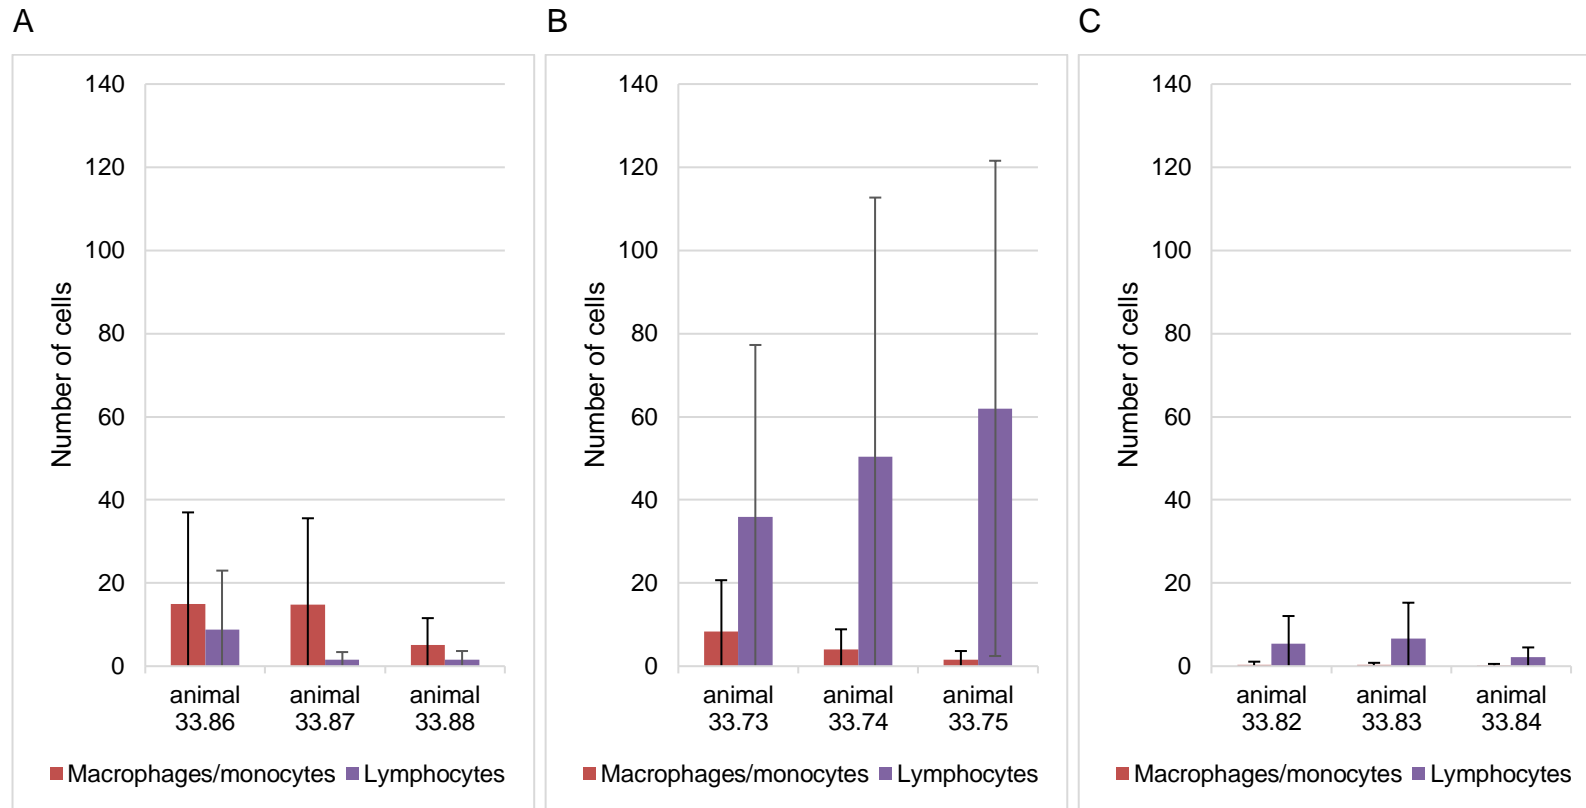 A
140
120
100
80
60
40
20
0
Number of cells
animal
33.86
animal
33.87
animal
33.88
Macrophages/monocytes
Lymphocytes
B
140
120
100
80
60
40
20
0
Number of cells
animal
33.73
animal
33.74
animal
33.75
Macrophages/monocytes
Lymphocytes
C
140
120
100
80
60
40
20
0
Number of cells
animal
33.82
animal
33.83
animal
33.84
Macrophages/monocytes
Lymphocytes